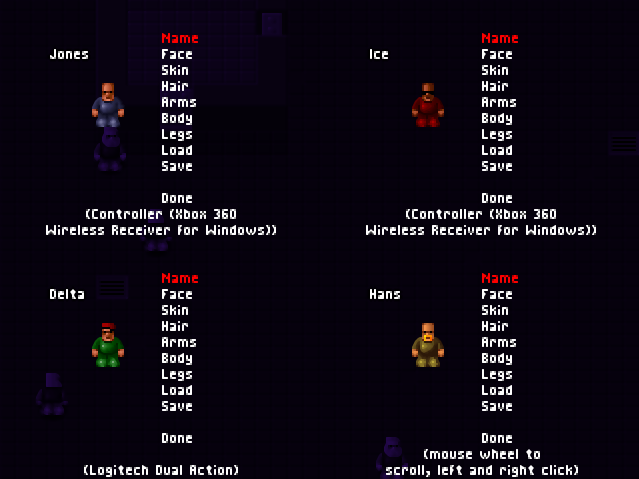 Jones
Name
Face
Skin
Hair
Arms
Body
Legs
Load
Save
Done
(Controller (Xbox 360
Wireless Receiver for Windows))
Ice
Name
Face
Skin
Hair
Arms
Body
Legs
Load
Save
Done
(Controller (Xbox 360
Wireless Receiver for Windows))
Delta
Name
Face
Skin
Hair
Arms
Body
Legs
Load
Save
Done
(Logitech Dual Action)
Hans
Name
Face
Skin
Hair
Arms
Body
Legs
Load
Save
Done
(mouse wheel to
scroll, left and right click)